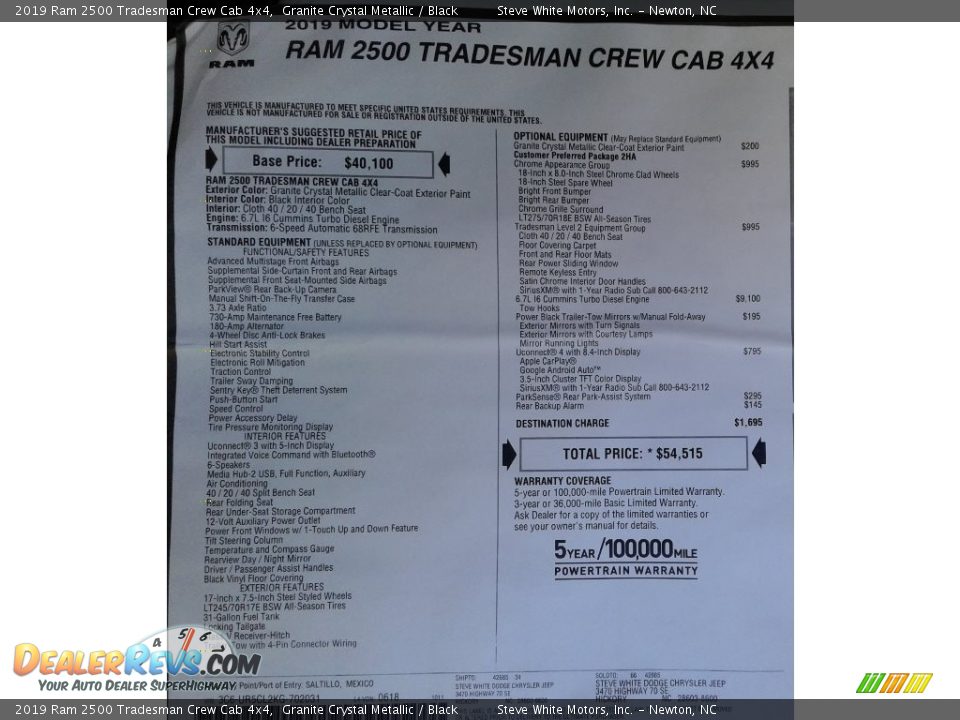 2019 Ram 2500 Tradesman Crew Cab 4x4, Granite Crystal Metallic / Black Steve White Motors, Inc. - Newton, NC
2019 MODEL YEAR
RAM
RAM 2500 TRADESMAN CREW CAB 4X4
THIS VEHICLE IS MANUFACTURED TO MEET SPECIFIC UNITED STATES REQUIREMENTS. THIS
VEHICLE IS NOT MANUFACTURED FOR SALE OR REGISTRATION OUTSIDE OF THE UNITED STATES.
MANUFACTURER'S SUGGESTED RETAIL PRICE OF
THIS MODEL INCLUDING DEALER PREPARATION
Base Price: $40,100
RAM 2500 TRADESMAN CREW CAB 4X4
Exterior Color: Granite Crystal Metallic Clear-Coat Exterior Paint
Interior Color: Black Interior Color
Interior: Cloth 40 / 20 / 40 Bench Seat
Engine: 6.7L I6 Cummins Turbo Diesel Engine
Transmission: 6-Speed Automatic 68RFE Transmission
STANDARD EQUIPMENT (UNLESS REPLACED BY OPTIONAL EQUIPMENT)
FUNCTIONAL/SAFETY FEATURES
Advanced Multistage Front Airbags
Supplemental Side-Curtain Front and Rear Airbags
Supplemental Front Seat-Mounted Side Airbags
ParkView® Rear Back-Up Camera
Manual Shift-On-The-Fly Transfer Case
3.73 Axle Ratio
730-Amp Maintenance Free Battery
180-Amp Alternator
4-Wheel Disc Anti-Lock Brakes
Hill Start Assist
Electronic Stability Control
Electronic Roll Mitigation
Traction Control
Trailer Sway Damping
Sentry Key® Theft Deterrent System
Push-Button Start
Speed Control
Power Accessory Delay
Tire Pressure Monitoring Display
INTERIOR FEATURES
Uconnect® 3 with 5-Inch Display
Integrated Voice Command with Bluetooth®
6-Speakers
Media Hub-2 USB, Full Function, Auxiliary
Air Conditioning
40 / 20 / 40 Split Bench Seat
Rear Folding Seat
Rear Under-Seat Storage Compartment
12-Volt Auxiliary Power Outlet
Power Front Windows w/ 1-Touch Up and Down Feature
Tilt Steering Column
Temperature and Compass Gauge
Rearview Day / Night Mirror
Driver / Passenger Assist Handles
Black Vinyl Floor Covering
EXTERIOR FEATURES
17-Inch x 7.5-Inch Steel Styled Wheels
LT245/70R17E BSW All-Season Tires
31-Gallon Fuel Tank
Locking Tailgate
Receiver-Hitch
Tow with 4-Pin Connector Wiring
OPTIONAL EQUIPMENT (May Replace Standard Equipment)
Granite Crystal Metallic Clear-Coat Exterior Paint $200
Customer Preferred Package 2HA
Chrome Appearance Group $995
18-Inch x 8.0-Inch Steel Chrome Clad Wheels
18-Inch Steel Spare Wheel
Bright Front Bumper
Bright Rear Bumper
Chrome Grille Surround
LT275/70R18E BSW All-Season Tires
Tradesman Level 2 Equipment Group $995
Cloth 40 / 20 / 40 Bench Seat
Floor Covering Carpet
Front and Rear Floor Mats
Rear Power Sliding Window
Remote Keyless Entry
Satin Chrome Interior Door Handles
SiriusXM® with 1-Year Radio Sub Call 800-643-2112
6.7L I6 Cummins Turbo Diesel Engine $9,100
Tow Hooks
Power Black Trailer-Tow Mirrors w/Manual Fold-Away $195
Exterior Mirrors with Turn Signals
Exterior Mirrors with Courtesy Lamps
Mirror Running Lights
Uconnect® 4 with 8.4-Inch Display $795
Apple CarPlay®
Google Android Auto™
3.5-Inch Cluster TFT Color Display
SiriusXM® with 1-Year Radio Sub Call 800-643-2112
ParkSense® Rear Park-Assist System $295
Rear Backup Alarm $145
DESTINATION CHARGE $1,695
TOTAL PRICE: * $54,515
WARRANTY COVERAGE
5-year or 100,000-mile Powertrain Limited Warranty.
3-year or 36,000-mile Basic Limited Warranty.
Ask Dealer for a copy of the limited warranties or
see your owner's manual for details.
5 YEAR/100,000 MILE
POWERTRAIN WARRANTY
Point/Port of Entry: SALTILLO, MEXICO
STEVE WHITE DODGE CHRYSLER JEEP
3470 HIGHWAY 70 SE
STEVE WHITE DODGE CHRYSLER JEEP
3470 HIGHWAY 70 SE
DEALERREVS.COM
YOUR AUTO DEALER SUPERHIGHWAY
4 5 6
2019 Ram 2500 Tradesman Crew Cab 4x4, Granite Crystal Metallic / Black Steve White Motors, Inc. - Newton, NC